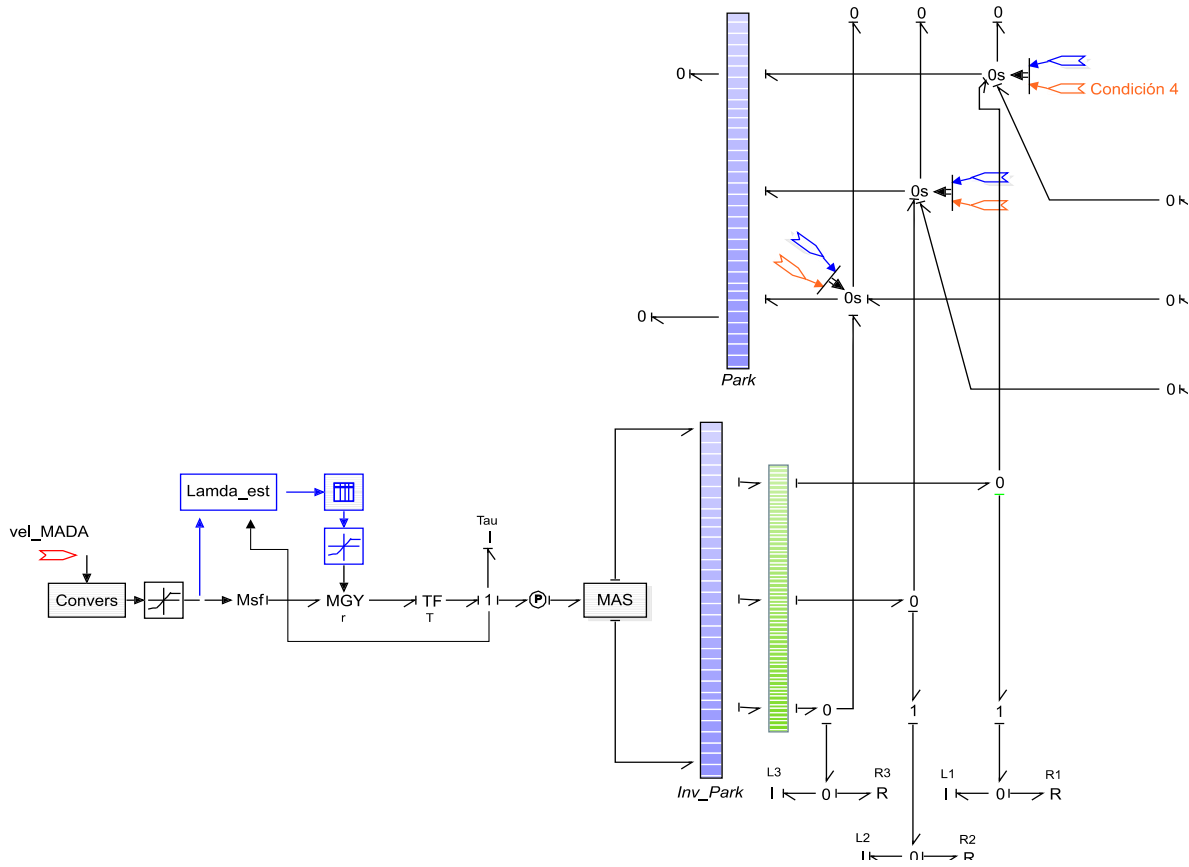 0 0 0
0 0s
Condición 4
0s 0
0s 0
0
Park
0
Lamda_est
0
vel_MADA
Tau
I
Convers Msf MGY TF 1 P MAS 0
r T
0 1 1
L3 R3 L1 R1
I 0 R I 0 R
Inv_Park
L2 R2
I 0 R